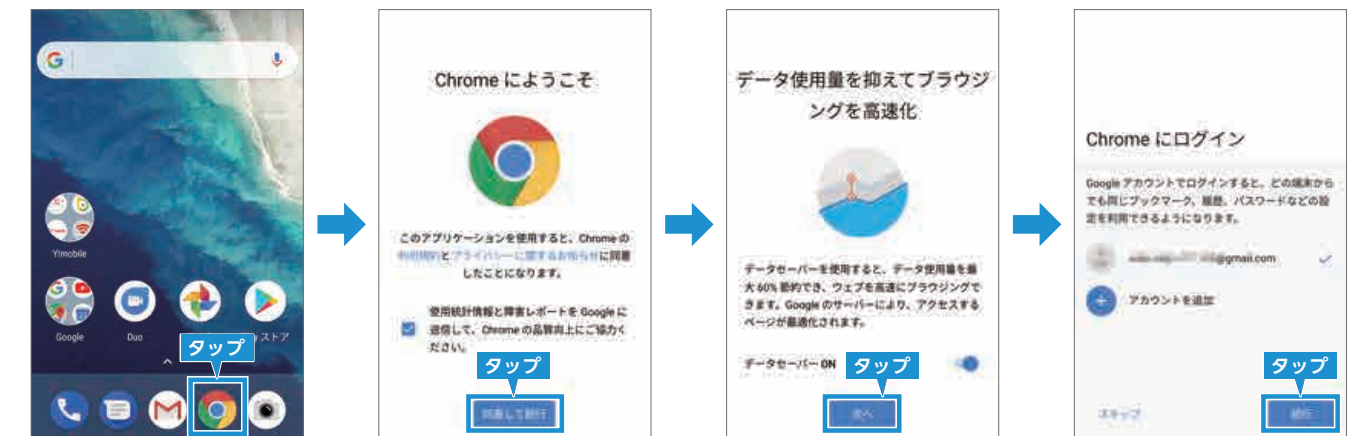 G
Y!mobile
Google
Duo
ストア
タップ
Chrome にようこそ
このアプリケーションを使用すると、Chrome の
利用規約とプライバシーに関するお知らせに同意
したことになります。
使用統計情報と障害レポートを Google に
送信して、Chrome の品質向上にご協力く
ださい。
タップ
同意して続行
データ使用量を抑えてブラウジ
ングを高速化
データセーバーを使用すると、データ使用量を最
大 60% 節約でき、ウェブを高速にブラウジングで
きます。Google のサーバーにより、アクセスする
ページが最適化されます。
データセーバー ON
タップ
次へ
Chrome にログイン
Google アカウントでログインすると、どの端末から
でも同じブックマーク、履歴、パスワードなどの設
定を利用できるようになります。
@gmail.com
アカウントを追加
タップ
スキップ
続行